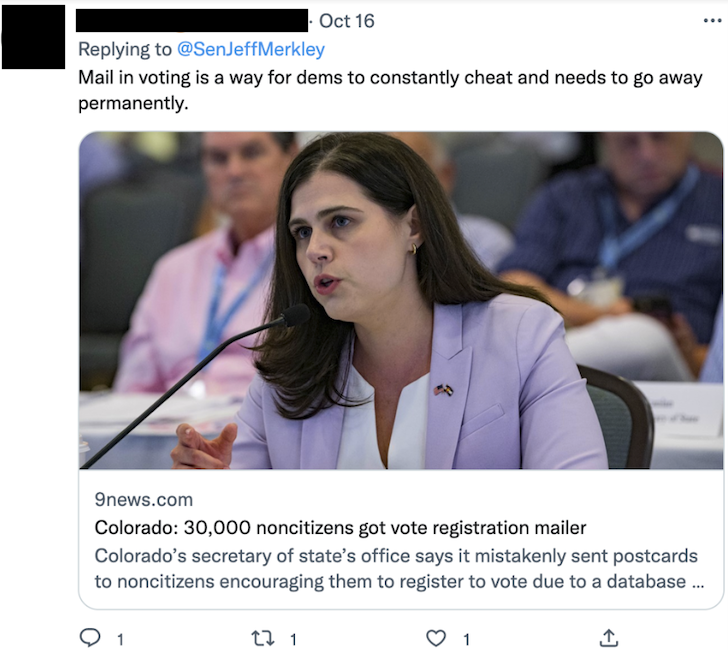 · Oct 16
Replying to @SenJeffMerkley
Mail in voting is a way for dems to constantly cheat and needs to go away
permanently.
9news.com
Colorado: 30,000 noncitizens got vote registration mailer
Colorado's secretary of state's office says it mistakenly sent postcards
to noncitizens encouraging them to register to vote due to a database ...
1 1 1